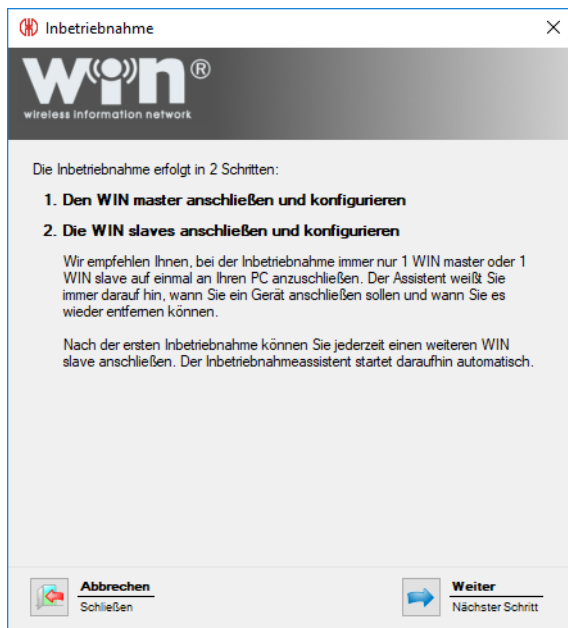 Inbetriebnahme
WIN®
wireless information network
Die Inbetriebnahme erfolgt in 2 Schritten:
1. Den WIN master anschließen und konfigurieren
2. Die WIN slaves anschließen und konfigurieren
Wir empfehlen Ihnen, bei der Inbetriebnahme immer nur 1 WIN master oder 1
WIN slave auf einmal an Ihren PC anzuschließen. Der Assistent weißt Sie
immer darauf hin, wann Sie ein Gerät anschließen sollen und wann Sie es
wieder entfernen können.
Nach der ersten Inbetriebnahme können Sie jederzeit einen weiteren WIN
slave anschließen. Der Inbetriebnahmeassistent startet daraufhin automatisch.
Abbrechen
Schließen
Weiter
Nächster Schritt